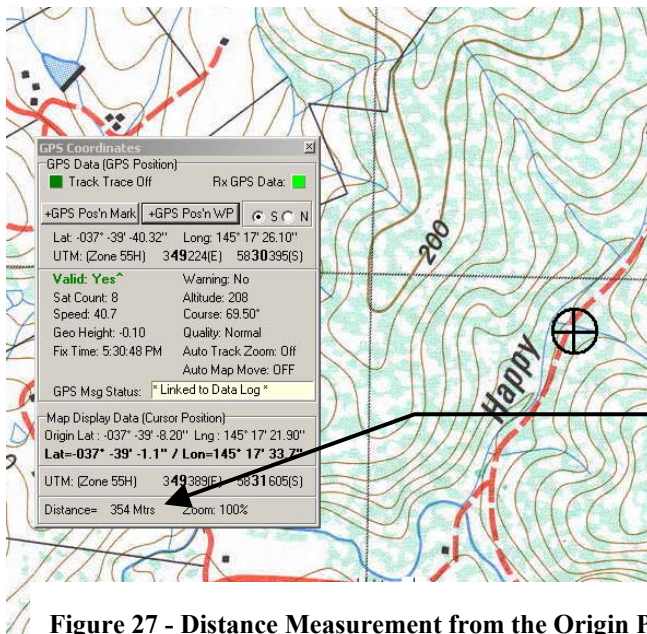 GPS Coordinates
GPS Data (GPS Position)
Track Trace Off Rx GPS Data:
+GPS Pos'n Mark +GPS Pos'n WP S N
Lat: -037° -39' -40.32" Long: 145° 17' 26.10"
UTM: (Zone 55H) 349224(E) 5830395(S)
Valid: Yes^ Warning: No
Sat Count: 8 Altitude: 208
Speed: 40.7 Course: 69.50°
Geo Height: -0.10 Quality: Normal
Fix Time: 5:30:48 PM Auto Track Zoom: Off
Auto Map Move: OFF
GPS Msg Status: * Linked to Data Log *
Map Display Data (Cursor Position)
Origin Lat : -037° -39' -8.20" Lng : 145° 17' 21.90"
Lat=-037° -39' -1.1" / Lon=145° 17' 33.7"
UTM: (Zone 55H) 349389(E) 5831605(S)
Distance= 354 Mtrs Zoom: 100%
200
Happy
Figure 27 - Distance Measurement from the Origin